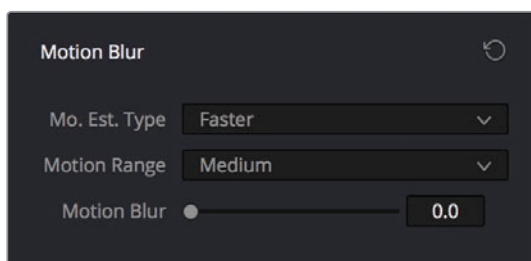 Motion Blur
Mo. Est. Type Faster
Motion Range Medium
Motion Blur 0.0